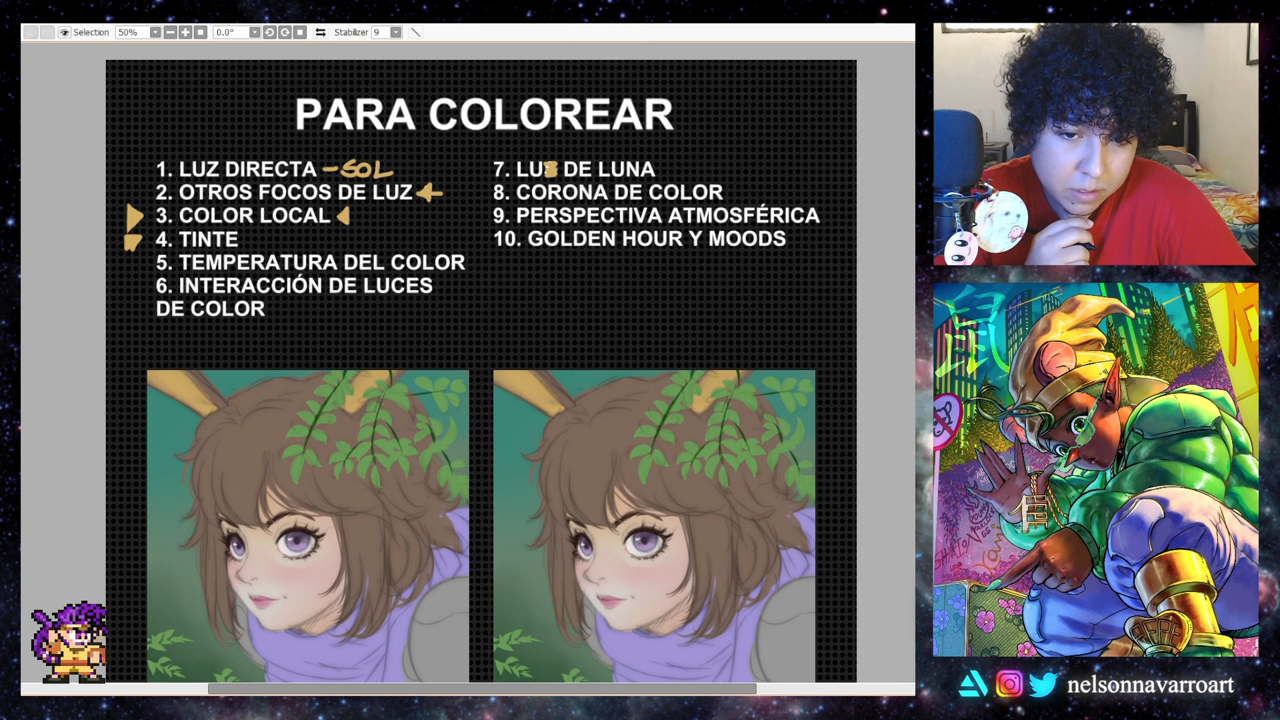 Selection 50% 0.0° Stabilizer 9
PARA COLOREAR
1. LUZ DIRECTA -SOL
2. OTROS FOCOS DE LUZ
3. COLOR LOCAL
4. TINTE
5. TEMPERATURA DEL COLOR
6. INTERACCIÓN DE LUCES
DE COLOR
7. LUZ DE LUNA
8. CORONA DE COLOR
9. PERSPECTIVA ATMOSFÉRICA
10. GOLDEN HOUR Y MOODS
nelsonnavarroart